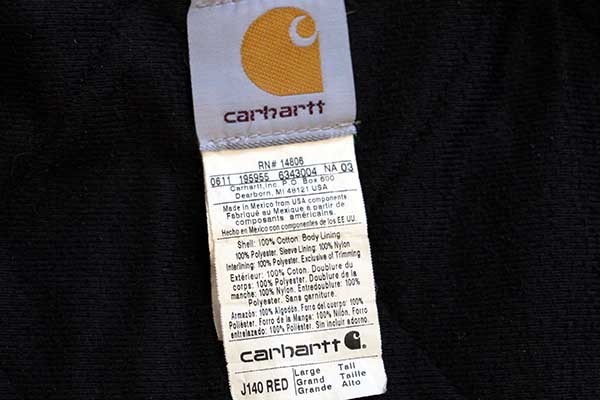 carhartt
RN# 14806
0611 195955 6343004 NA 03
Carhartt,Inc. P.O. Box 600
Dearborn, MI 48121 USA
Made in Mexico from USA components
Fabriqué au Mexique à partir de
composants américains.
Hecho en Mexico con componentes de los EE UU.
Shell: 100% Cotton. Body Lining:
100% Polyester. Sleeve Lining: 100% Nylon
Interlining: 100% Polyester. Exclusive of Trimming
Extérieur: 100% Coton. Doublure du
corps: 100% Polyester. Doublure de la
manche: 100% Nylon. Entredoublure: 100%
Polyester. Sans garniture.
Armazón: 100% Algodón. Forro del cuerpo: 100%
Poliéster. Forro de la Manga: 100% Nilón. Forro
entrelazado: 100% Poliéster. Sin incluir adorno.
carhartt
J140 RED
Large Tall
Grand Taille
Grande Alto